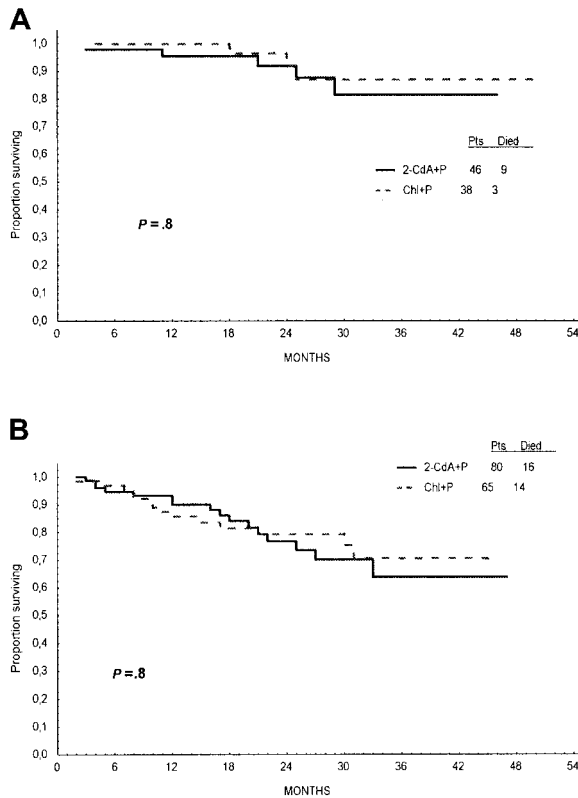 A
1,0
0,9
0,8
0,7
0,6
0,5
0,4
0,3
0,2
0,1
0,0
Proportion surviving
Pts Died
2-CdA+P 46 9
Chl+P 38 3
P = .8
0 6 12 18 24 30 36 42 48 54
MONTHS
B
Pts Died
2-CdA+P 80 16
Chl+P 65 14
1,0
0,9
0,8
0,7
0,6
0,5
0,4
0,3
0,2
0,1
0,0
Proportion surviving
P = .8
0 6 12 18 24 30 36 42 48 54
MONTHS